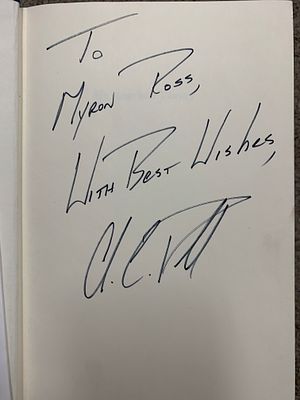 To
Myron Ross,
With Best Wishes,